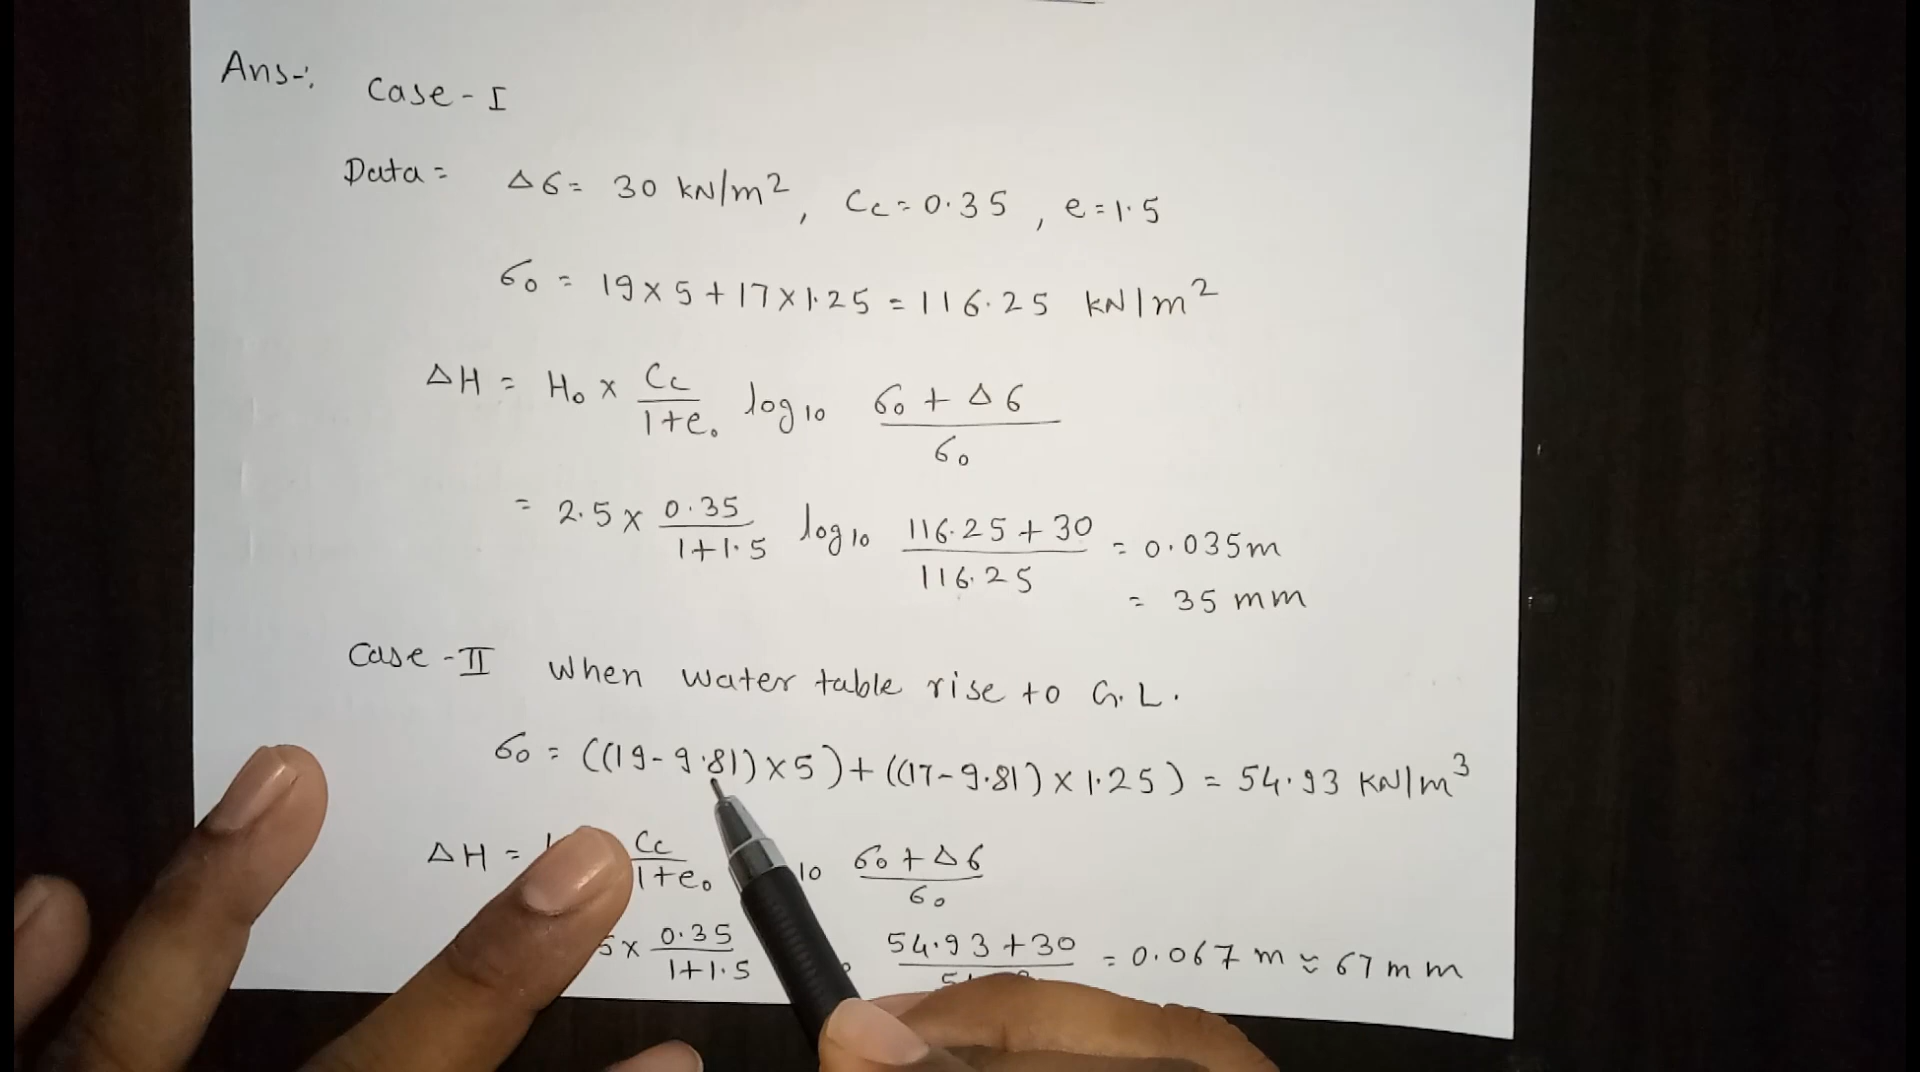 Ans-:
Case - I
Data = Δσ = 30 kN/m², Cc = 0.35, e = 1.5
σ₀ = 19 × 5 + 17 × 1.25 = 116.25 kN/m²
ΔH = H₀ × Cc/1+e₀ log₁₀ σ₀ + Δσ/σ₀
= 2.5 × 0.35/1+1.5 log₁₀ 116.25 + 30/116.25 = 0.035m
= 35 mm
Case - II When water table rise to G.L.
σ₀ = ((19 - 9.81) × 5) + ((17 - 9.81) × 1.25) = 54.93 KN/m³
ΔH = Cc/1+e₀ 10 σ₀ + Δσ/σ₀
5 × 0.35/1+1.5 54.93 + 30 = 0.067 m ≈ 67 mm